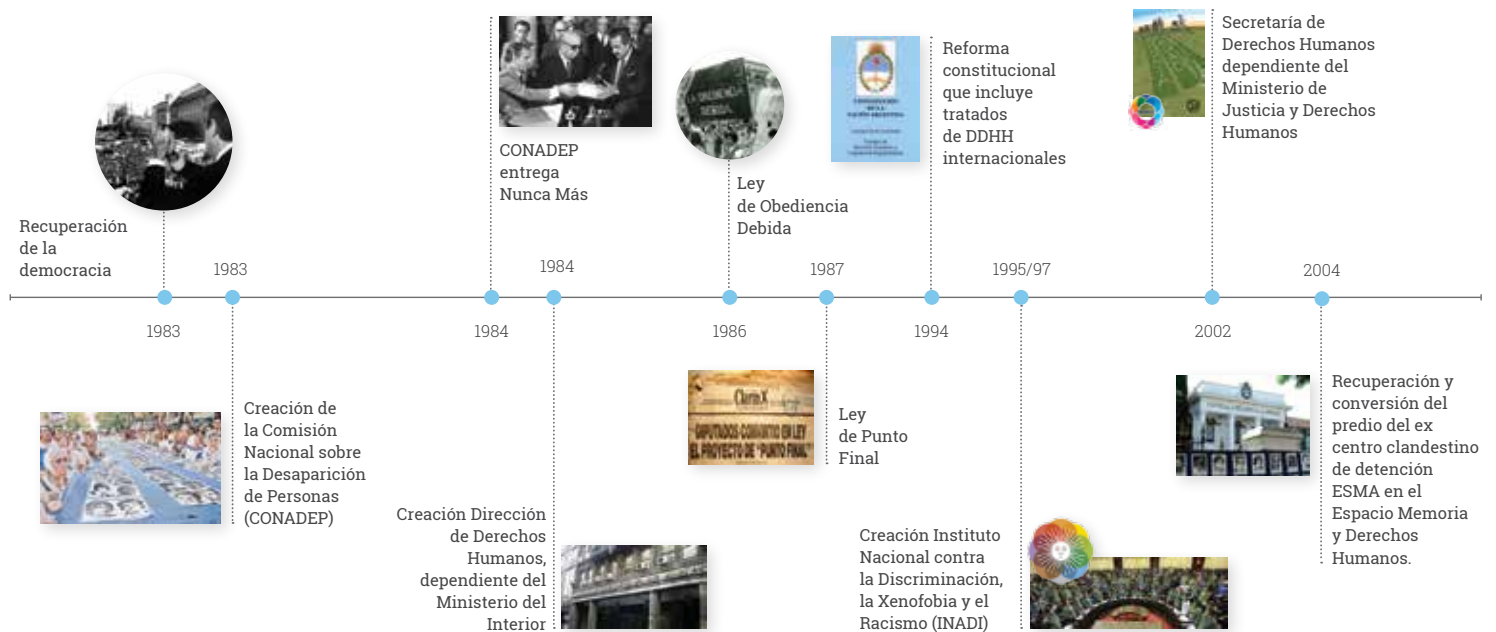 Recuperación
de la
democracia
1983
1983
Creación de
la Comisión
Nacional sobre
la Desaparición
de Personas
(CONADEP)
CONADEP
entrega
Nunca Más
1984
1984
Creación Dirección
de Derechos
Humanos,
dependiente del
Ministerio del
Interior
LA OBEDIENCIA
Ley
de Obediencia
Debida
1986
1987
Clarín X
DIPUTADOS: CONVIRTIO EN LEY
EL PROYECTO DE "PUNTO FINAL"
Ley
de Punto
Final
Reforma
constitucional
que incluye
tratados
de DDHH
internacionales
1994
1995/97
Creación Instituto
Nacional contra
la Discriminación,
la Xenofobia y el
Racismo (INADI)
Secretaría de
Derechos Humanos
dependiente del
Ministerio de
Justicia y Derechos
Humanos
2002
2004
Recuperación y
conversión del
predio del ex
centro clandestino
de detención
ESMA en el
Espacio Memoria
y Derechos
Humanos.